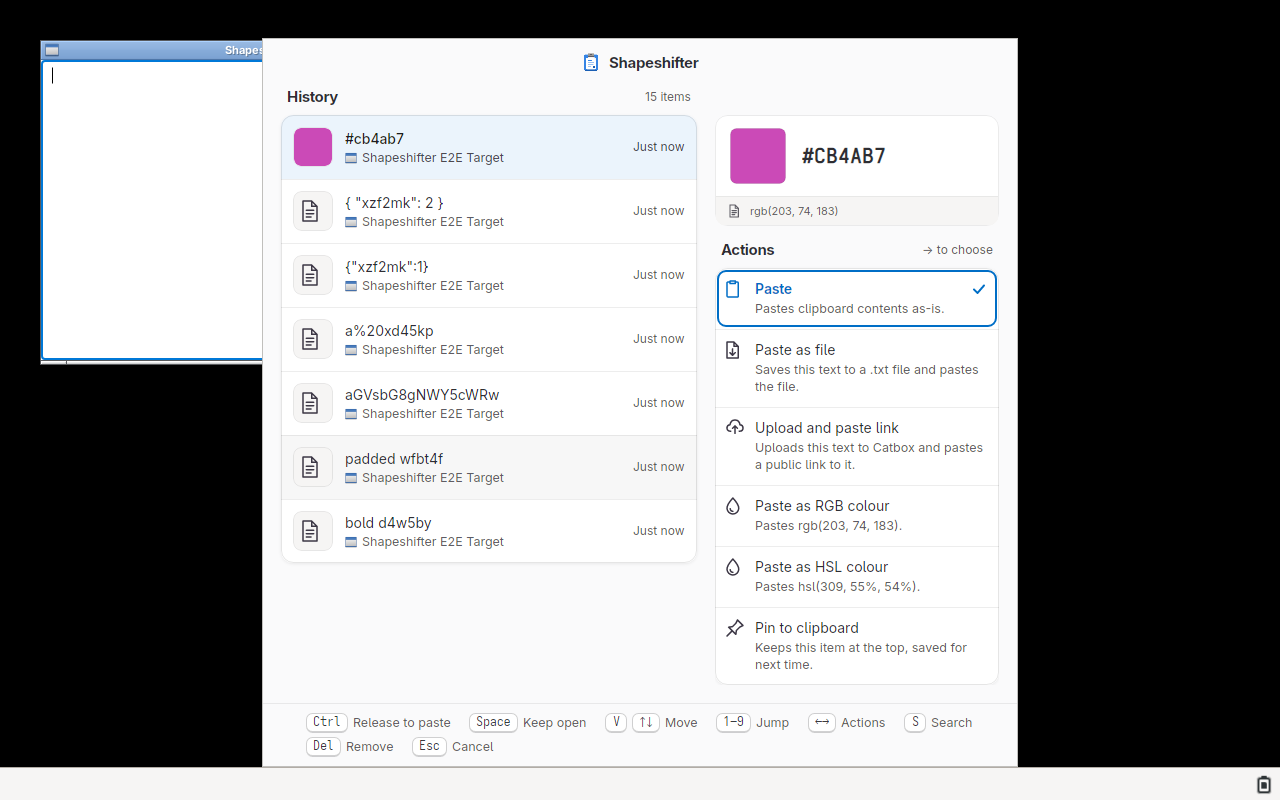 Shapeshifter
History
15 items
#cb4ab7
Shapeshifter E2E Target
Just now
{ "xzf2mk": 2 }
Shapeshifter E2E Target
Just now
{"xzf2mk":1}
Shapeshifter E2E Target
Just now
a%20xd45kp
Shapeshifter E2E Target
Just now
aGVsbG8gNWY5cWRw
Shapeshifter E2E Target
Just now
padded wfbt4f
Shapeshifter E2E Target
Just now
bold d4w5by
Shapeshifter E2E Target
Just now
#CB4AB7
rgb(203, 74, 183)
Actions
→ to choose
Paste
Pastes clipboard contents as-is.
Paste as file
Saves this text to a .txt file and pastes
the file.
Upload and paste link
Uploads this text to Catbox and pastes
a public link to it.
Paste as RGB colour
Pastes rgb(203, 74, 183).
Paste as HSL colour
Pastes hsl(309, 55%, 54%).
Pin to clipboard
Keeps this item at the top, saved for
next time.
Ctrl Release to paste Space Keep open V ↑↓ Move 1–9 Jump ↔ Actions S Search
Del Remove Esc Cancel